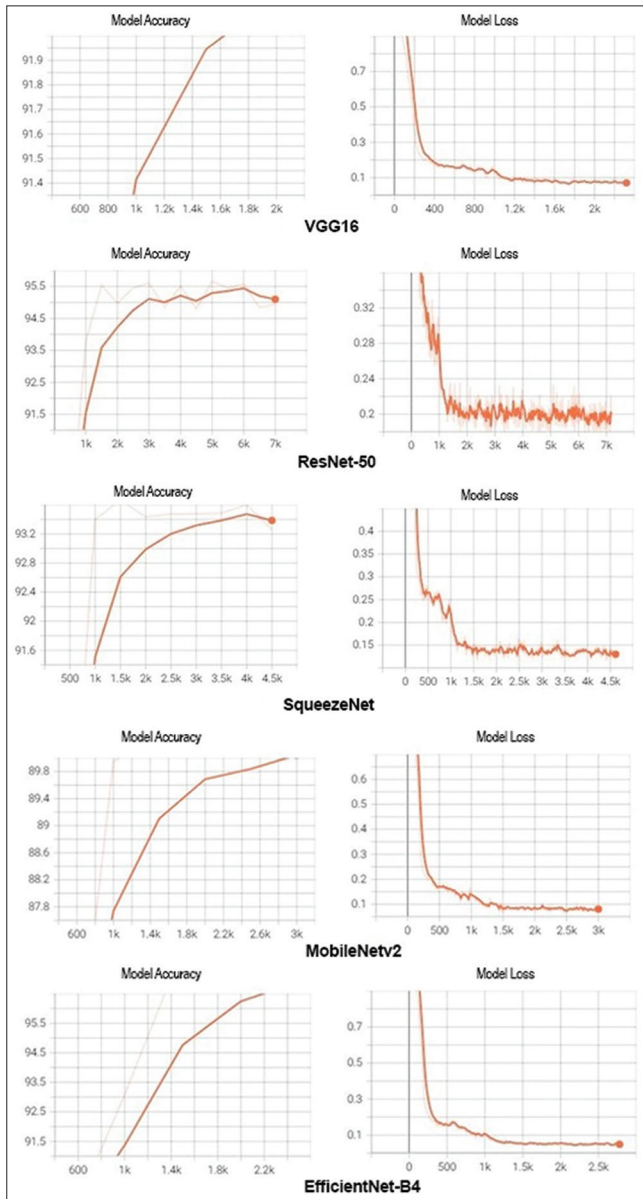 Model Accuracy Model Loss
91.9
91.8
91.7
91.6
91.5
91.4
600 800 1k 1.2k 1.4k 1.6k 1.8k 2k
0.7
0.5
0.3
0.1
0 400 800 1.2k 1.6k 2k
VGG16
Model Accuracy Model Loss
95.5
94.5
93.5
92.5
91.5
1k 2k 3k 4k 5k 6k 7k
0.32
0.28
0.24
0.2
0 1k 2k 3k 4k 5k 6k 7k
ResNet-50
Model Accuracy Model Loss
93.2
92.8
92.4
92
91.6
500 1k 1.5k 2k 2.5k 3k 3.5k 4k 4.5k
0.4
0.35
0.3
0.25
0.2
0.15
0 500 1k 1.5k 2k 2.5k 3k 3.5k 4k 4.5k
SqueezeNet
Model Accuracy Model Loss
89.8
89.4
89
88.6
88.2
87.8
600 1k 1.4k 1.8k 2.2k 2.6k 3k
0.6
0.5
0.4
0.3
0.2
0.1
0 500 1k 1.5k 2k 2.5k 3k
MobileNetv2
Model Accuracy Model Loss
95.5
94.5
93.5
92.5
91.5
600 1k 1.4k 1.8k 2.2k
0.7
0.5
0.3
0.1
0 500 1k 1.5k 2k 2.5k
EfficientNet-B4